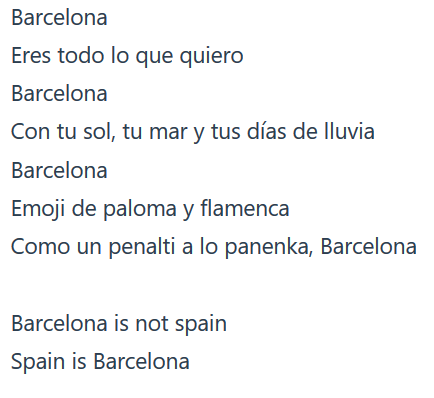 Barcelona
Eres todo lo que quiero
Barcelona
Con tu sol, tu mar y tus días de lluvia
Barcelona
Emoji de paloma y flamenca
Como un penalti a lo panenka, Barcelona

Barcelona is not spain
Spain is Barcelona